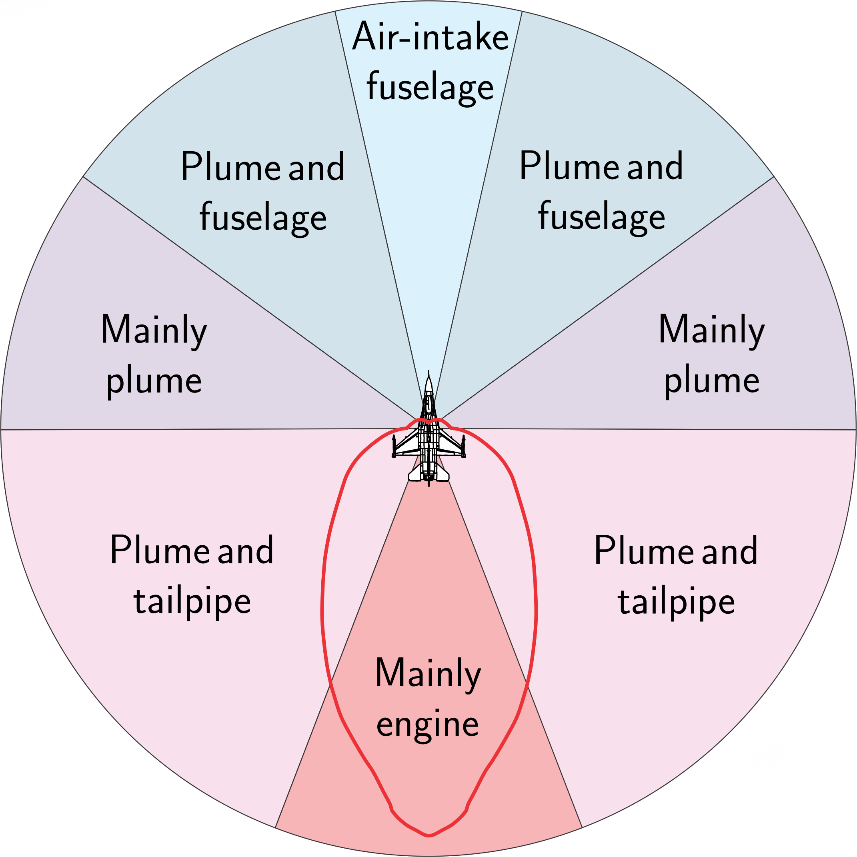 Air-intake
fuselage
Plume and
fuselage
Plume and
fuselage
Mainly
plume
Mainly
plume
Plume and
tailpipe
Plume and
tailpipe
Mainly
engine